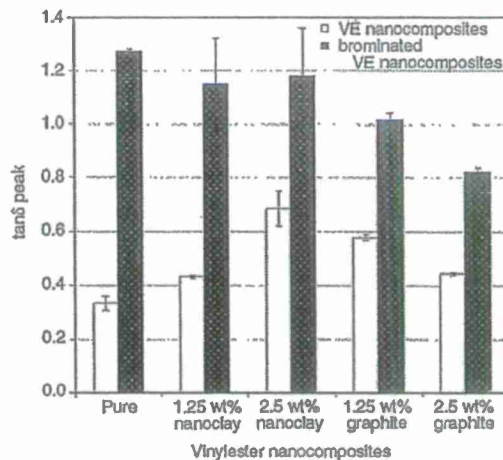 VE nanocomposites
brominated
VE nanocomposites
1.4
1.2
1.0
0.8
0.6
0.4
0.2
0.0
tanδ peak
Pure
1.25 wt%
nanoclay
2.5 wt%
nanoclay
1.25 wt%
graphite
2.5 wt%
graphite
Vinylester nanocomposites